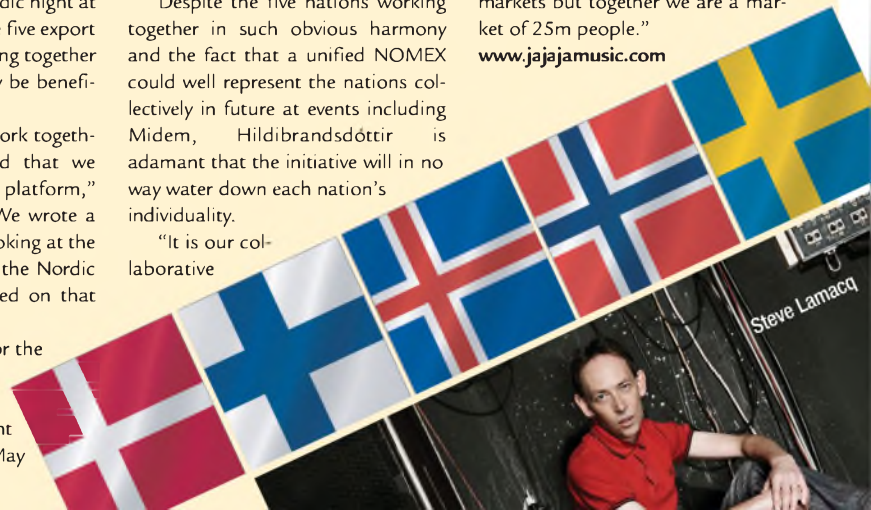 dic night at
five export
ng together
be benefi-
ork togeth-
d that we
platform,"
We wrote a
oking at the
the Nordic
ed on that
or the
nt
May
Despite the five nations working
together in such obvious harmony
and the fact that a unified NOMEX
could well represent the nations col-
lectively in future at events including
Midem, Hildibrandsdóttir is
adamant that the initiative will in no
way water down each nation's
individuality.
"It is our col-
laborative
markets but together we are a mar-
ket of 25m people."
www.jajajamusic.com
Steve Lamacq